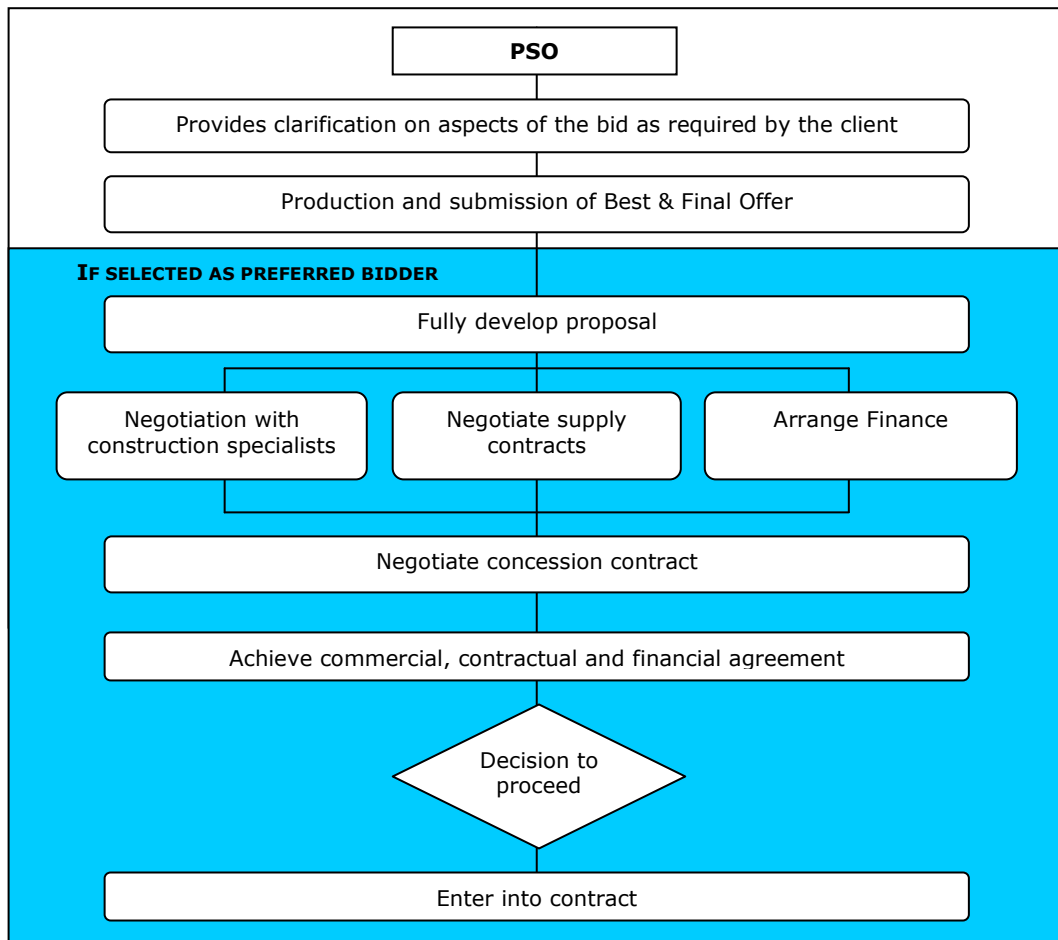 PSO
Provides clarification on aspects of the bid as required by the client
Production and submission of Best & Final Offer
IF SELECTED AS PREFERRED BIDDER
Fully develop proposal
Negotiation with
construction specialists
Negotiate supply
contracts
Arrange Finance
Negotiate concession contract
Achieve commercial, contractual and financial agreement
Decision to
proceed
Enter into contract